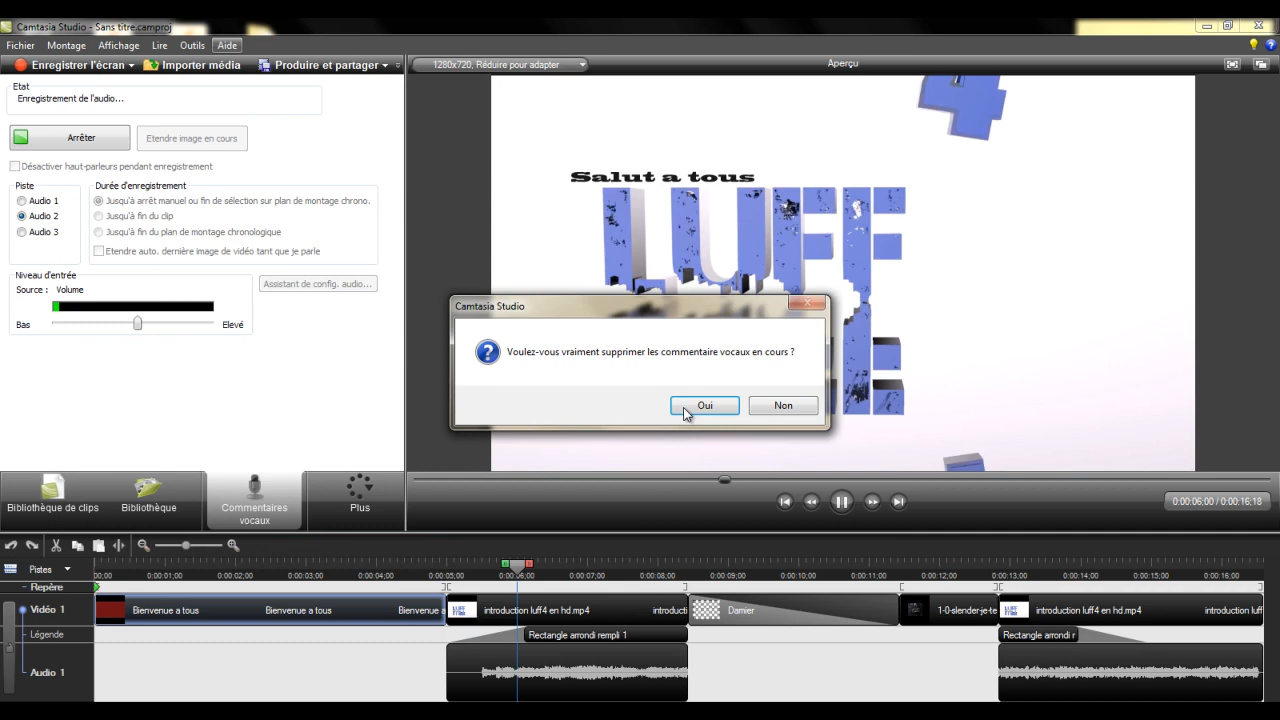 Camtasia Studio - Sans titre.camproj
Fichier Montage Affichage Lire Outils Aide
Enregistrer l'écran Importer média Produire et partager
1280x720, Réduire pour adapter
Aperçu
Etat
Enregistrement de l'audio...
Arrêter
Etendre image en cours
Désactiver haut-parleurs pendant enregistrement
Piste
Audio 1
Audio 2
Audio 3
Durée d'enregistrement
Jusqu'à arrêt manuel ou fin de sélection sur plan de montage chrono.
Jusqu'à fin du clip
Jusqu'à fin du plan de montage chronologique
Etendre auto. dernière image de vidéo tant que je parle
Niveau d'entrée
Source : Volume
Bas
Elevé
Assistant de config. audio...
4
Salut a tous
LUFF
Camtasia Studio
Voulez-vous vraiment supprimer les commentaire vocaux en cours ?
Oui
Non
Bibliothèque de clips
Bibliothèque
Commentaires
vocaux
Plus
0:00:06;00 / 0:00:16;18
Pistes
00;00 0:00:01;00 0:00:02;00 0:00:03;00 0:00:04;00 0:00:05;00 0:00:06;00 0:00:07;00 0:00:08;00 0:00:09;00 0:00:10;00 0:00:11;00 0:00:12;00 0:00:13;00 0:00:14;00 0:00:15;00 0:00:16;00
Repère
Vidéo 1
Bienvenue a tous Bienvenue a tous Bienvenue a
introduction luff4 en hd.mp4 introducti
Damier
1-0-slender-je-te
introduction luff4 en hd.mp4 introduction luf
Légende
Rectangle arrondi rempli 1
Rectangle arrondi r
Audio 1